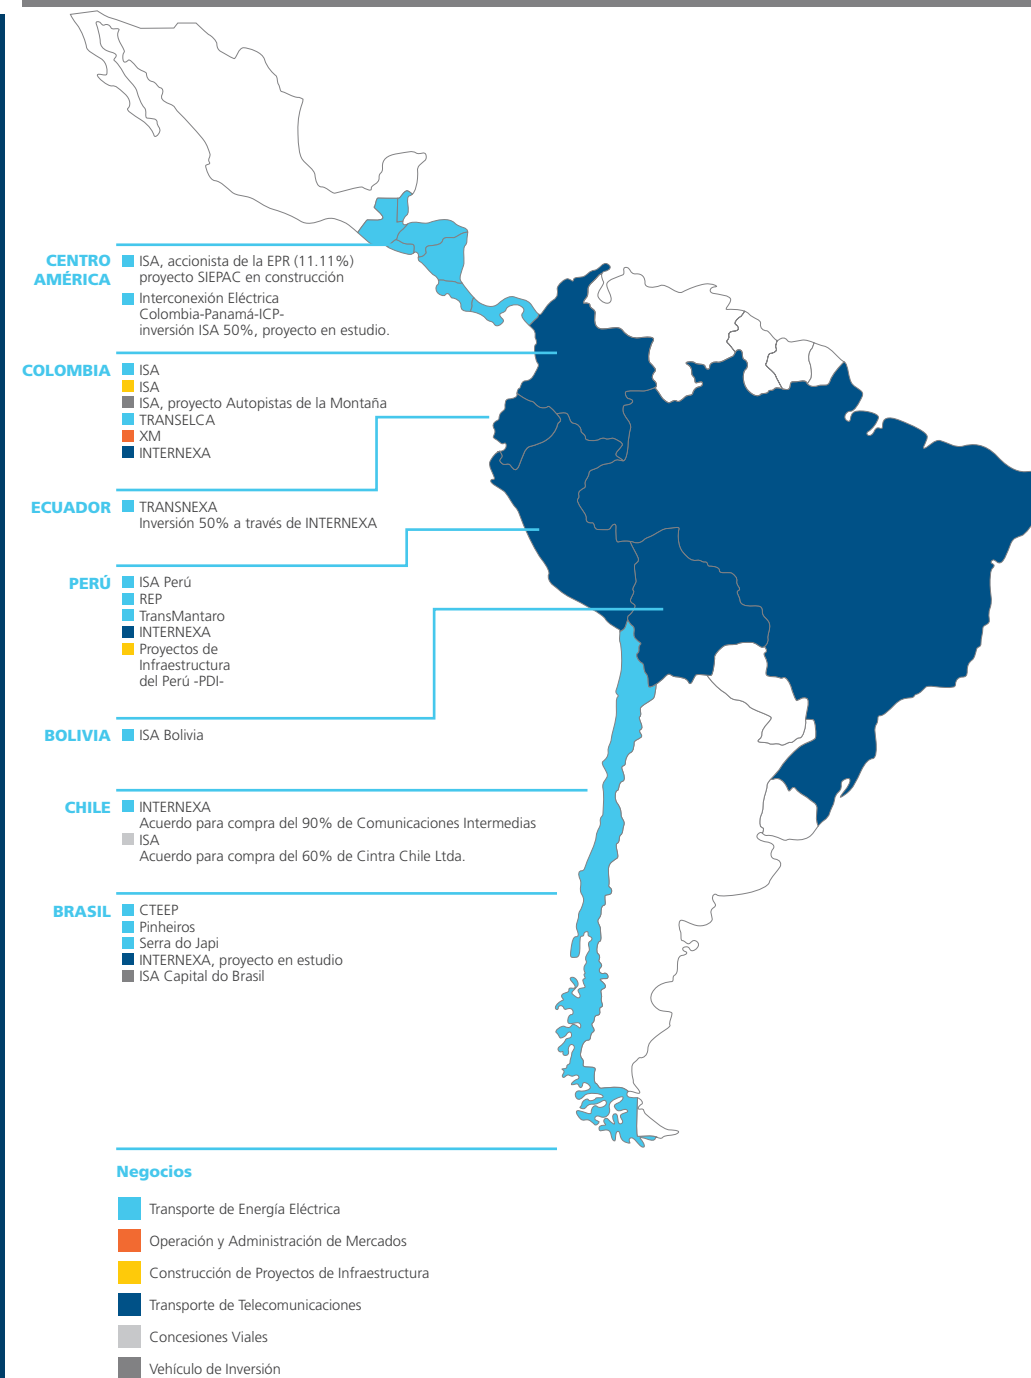 CENTRO
AMÉRICA
ISA, accionista de la EPR (11.11%)
proyecto SIEPAC en construcción
Interconexión Eléctrica
Colombia-Panamá-ICP-
inversión ISA 50%, proyecto en estudio.
COLOMBIA
ISA
ISA
ISA, proyecto Autopistas de la Montaña
TRANSELCA
XM
INTERNEXA
ECUADOR
TRANSNEXA
Inversión 50% a través de INTERNEXA
PERÚ
ISA Perú
REP
TransMantaro
INTERNEXA
Proyectos de
Infraestructura
del Perú -PDI-
BOLIVIA
ISA Bolivia
CHILE
INTERNEXA
Acuerdo para compra del 90% de Comunicaciones Intermedias
ISA
Acuerdo para compra del 60% de Cintra Chile Ltda.
BRASIL
CTEEP
Pinheiros
Serra do Japi
INTERNEXA, proyecto en estudio
ISA Capital do Brasil
Negocios
Transporte de Energía Eléctrica
Operación y Administración de Mercados
Construcción de Proyectos de Infraestructura
Transporte de Telecomunicaciones
Concesiones Viales
Vehículo de Inversión